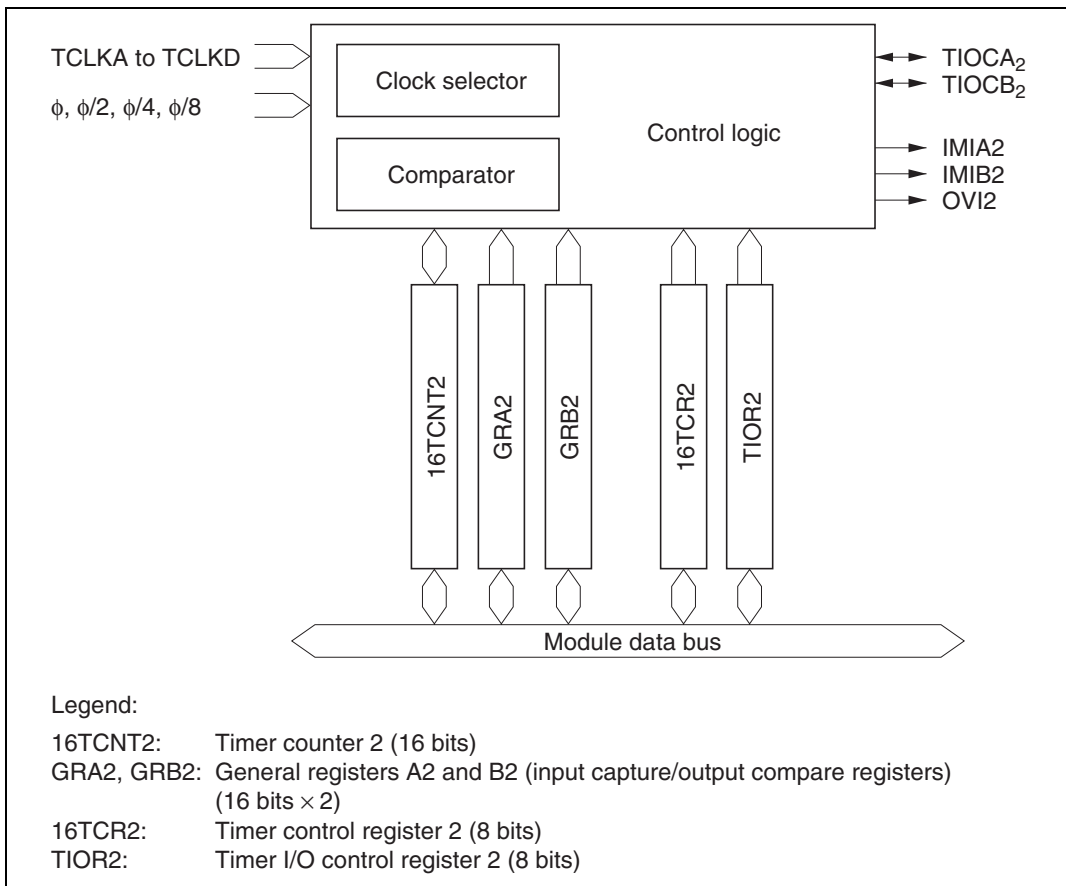 TCLKA to TCLKD
ϕ, ϕ/2, ϕ/4, ϕ/8
Clock selector
Comparator
Control logic
TIOCA₂
TIOCB₂
IMIA2
IMIB2
OVI2
16TCNT2
GRA2
GRB2
16TCR2
TIOR2
Module data bus
Legend:
16TCNT2: Timer counter 2 (16 bits)
GRA2, GRB2: General registers A2 and B2 (input capture/output compare registers)
(16 bits × 2)
16TCR2: Timer control register 2 (8 bits)
TIOR2: Timer I/O control register 2 (8 bits)